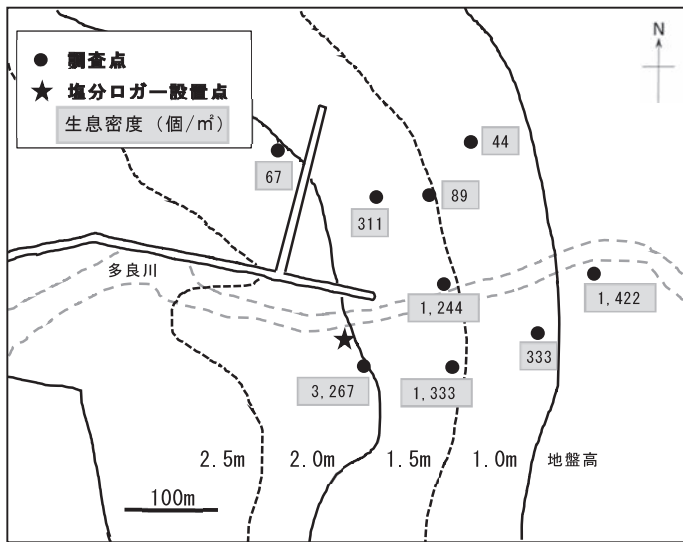 調査点
塩分ロガー設置点
生息密度 (個/㎡)
N
44
67
89
311
多良川
1,422
1,244
333
3,267
1,333
2.5m 2.0m 1.5m 1.0m 地盤高
100m